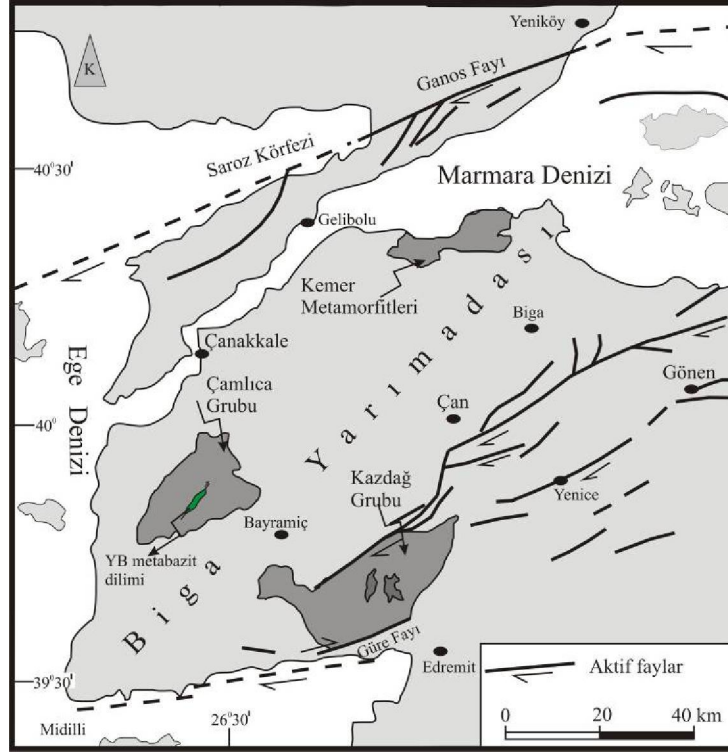 Yeniköy
K
Ganos Fayı
Saroz Körfezi
40°30'
Marmara Denizi
Gelibolu
Kemer
Metamorfitleri
Biga
Çanakkale
Ege Denizi
Çamlıca
Grubu
Gönen
Çan
40°
Biga Yarımadası
Kazdağ
Grubu
Yenice
Bayramiç
YB metabazit
dilimi
Güre Fayı
Edremit
Aktif faylar
39°30'
Midilli
26°30'
0 20 40 km